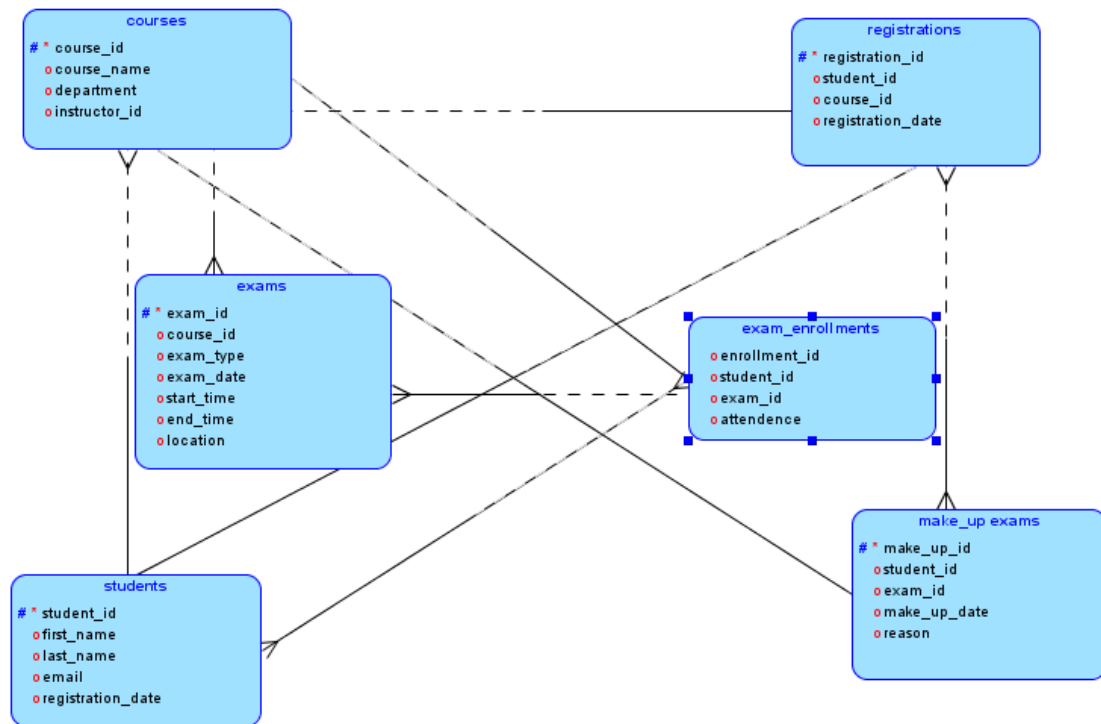 courses
# * course_id
o course_name
o department
o instructor_id
registrations
# * registration_id
o student_id
o course_id
o registration_date
exams
# * exam_id
o course_id
o exam_type
o exam_date
o start_time
o end_time
o location
exam_enrollments
o enrollment_id
o student_id
o exam_id
o attendence
make_up exams
# * make_up_id
o student_id
o exam_id
o make_up_date
o reason
students
# * student_id
o first_name
o last_name
o email
o registration_date